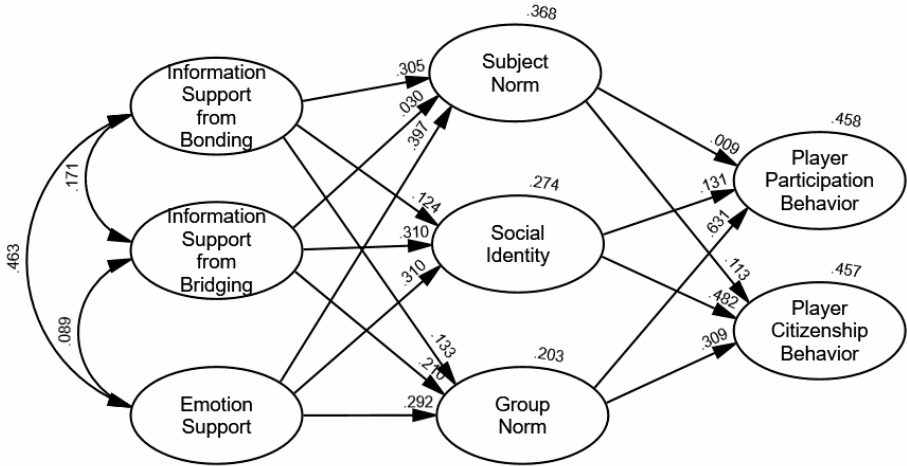 .368
Subject
Norm
.305
.030
.397
Information
Support
from
Bonding
.458
.009
Player
Participation
Behavior
.131
.631
.171
.274
.124
Social
Identity
.310
.310
Information
Support
from
Bridging
.463
.457
.113
.482
Player
Citizenship
Behavior
.309
.089
.203
.133
.210
Group
Norm
.292
Emotion
Support